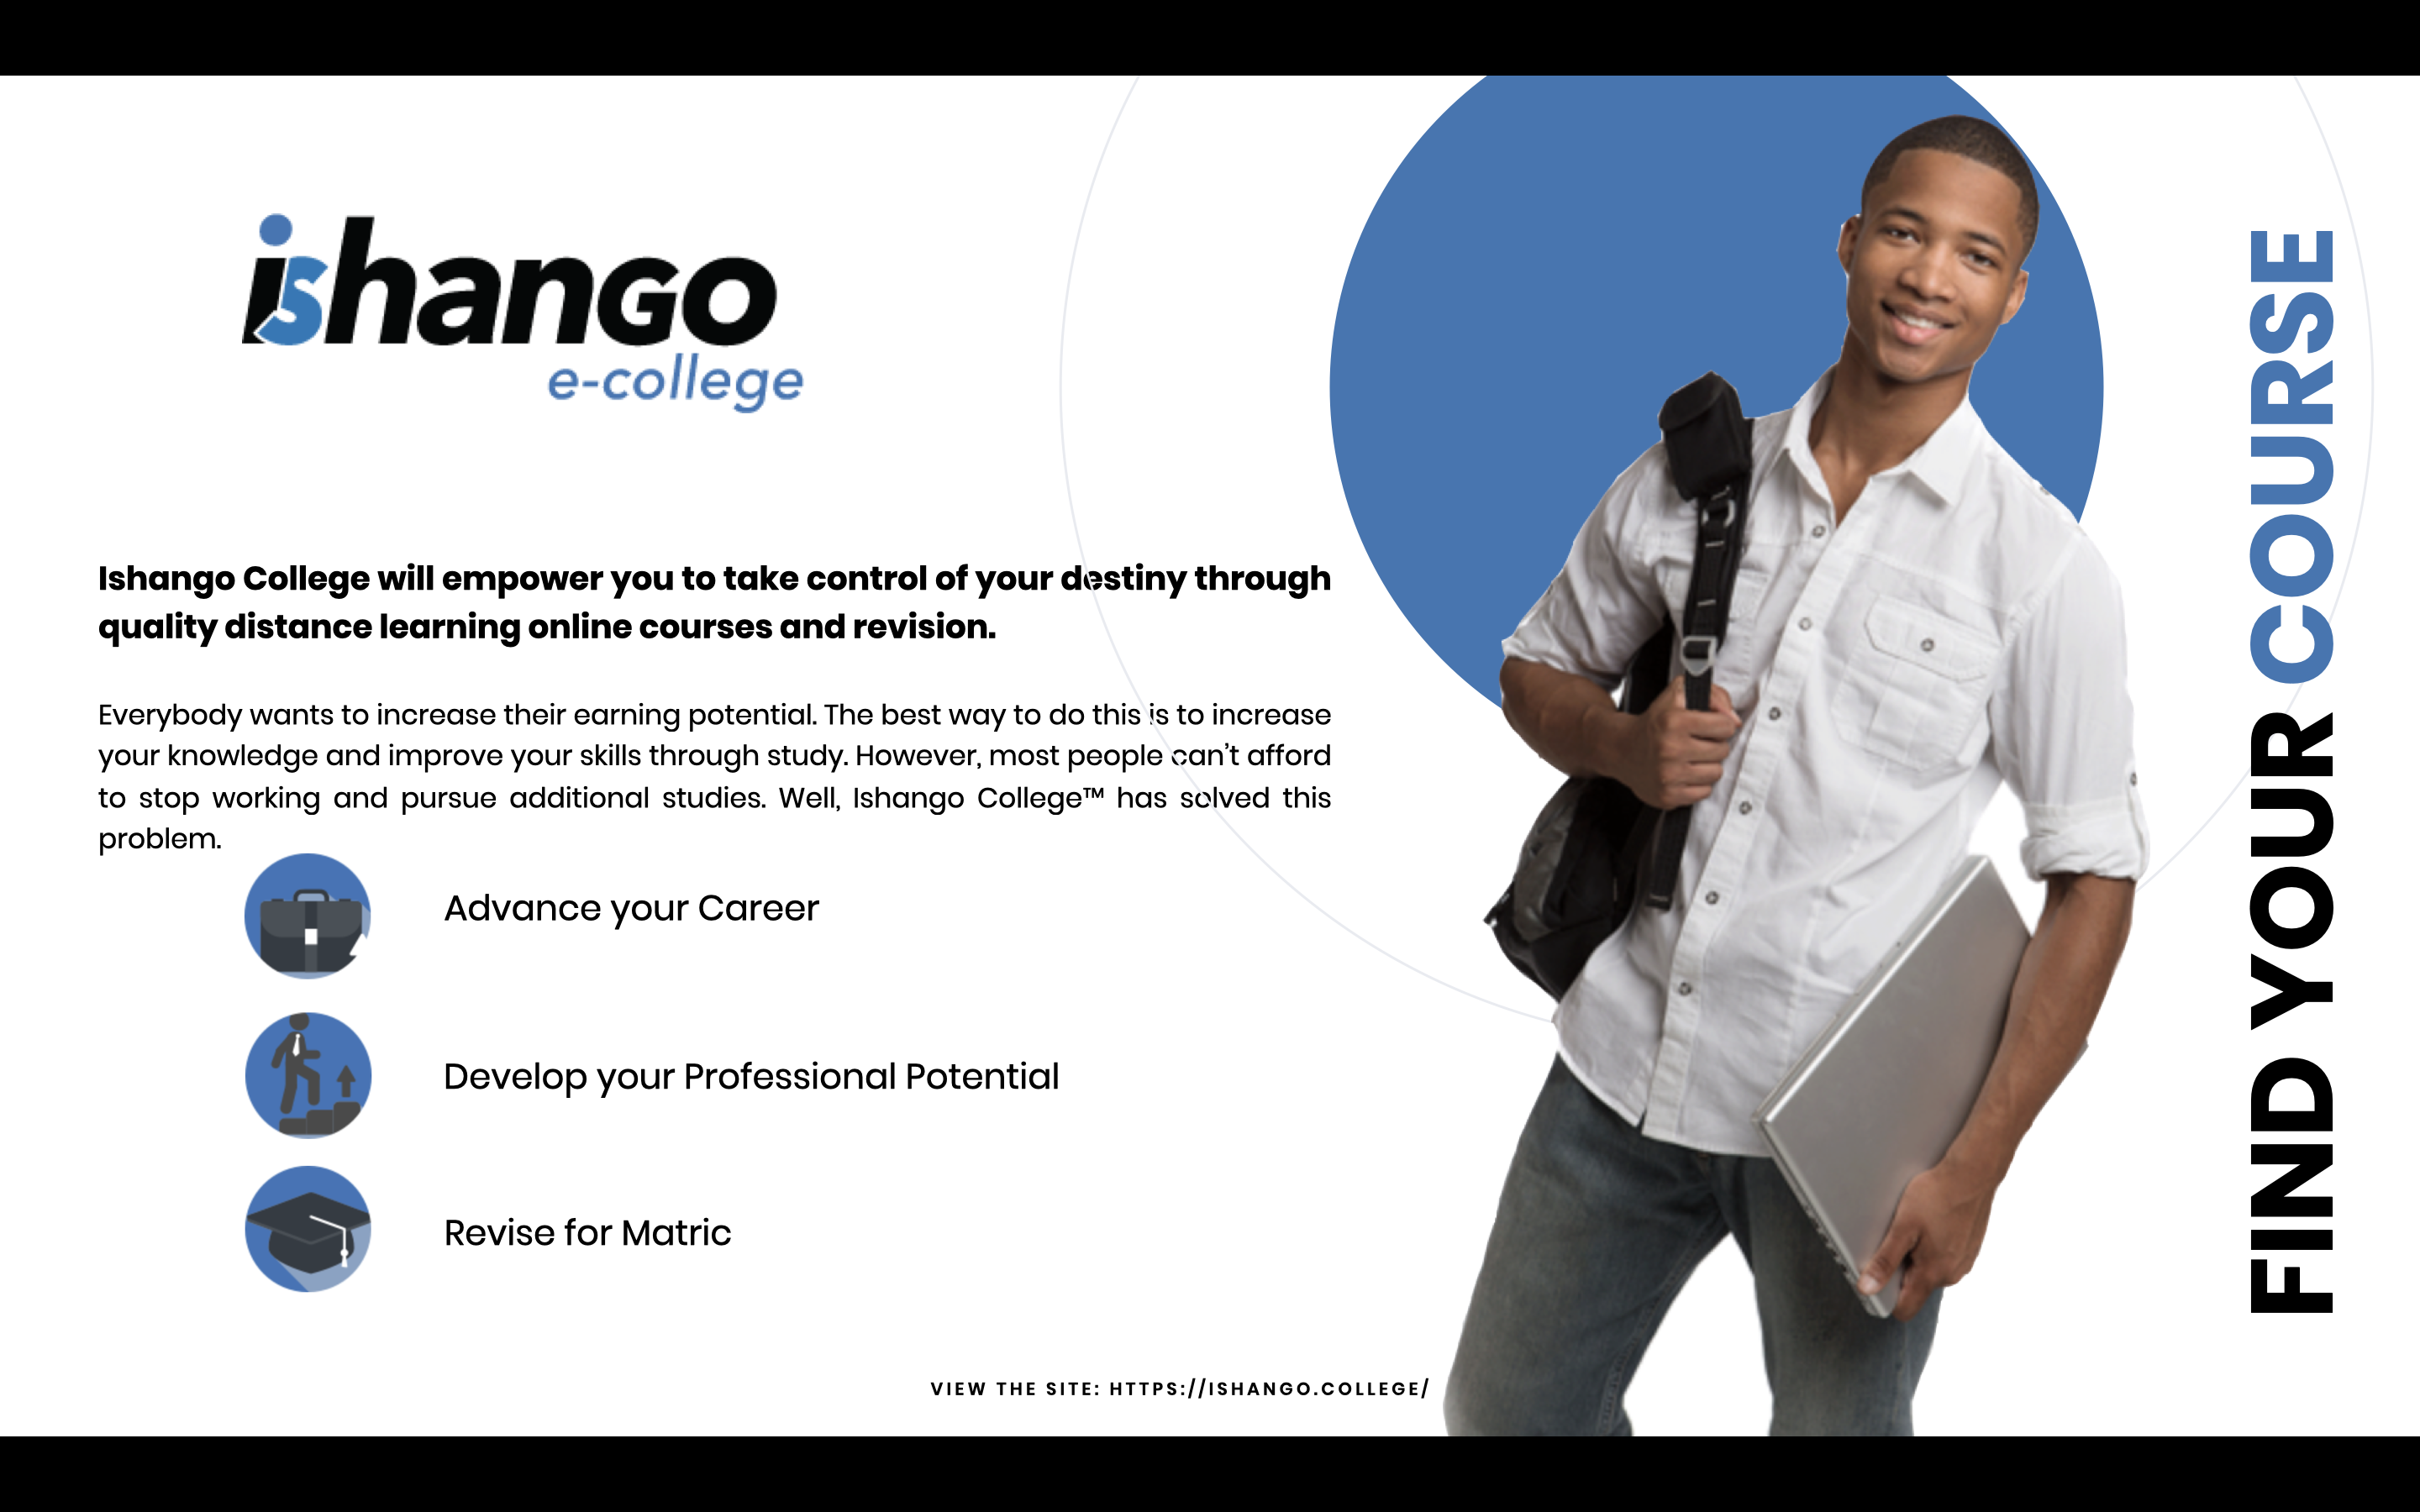 ishango
e-college
Ishango College will empower you to take control of your destiny through
quality distance learning online courses and revision.
Everybody wants to increase their earning potential. The best way to do this is to increase
your knowledge and improve your skills through study. However, most people can’t afford
to stop working and pursue additional studies. Well, Ishango College™ has solved this
problem.
Advance your Career
Develop your Professional Potential
Revise for Matric
VIEW THE SITE: HTTPS://ISHANGO.COLLEGE/
FIND YOUR COURSE